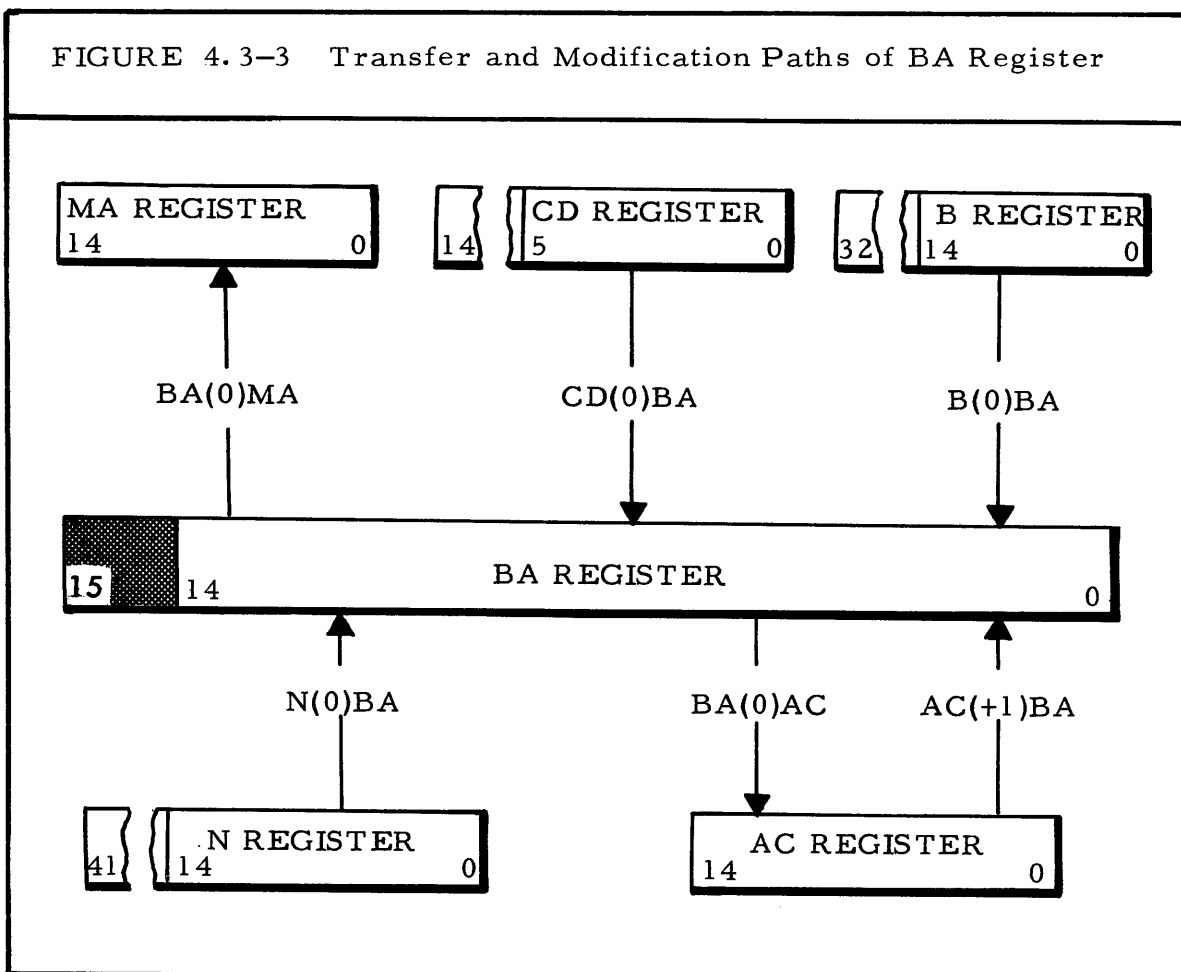 FIGURE 4.3-3 Transfer and Modification Paths of BA Register
MA REGISTER
14 0
14
CD REGISTER
5 0
32
B REGISTER
14 0
BA(0)MA
CD(0)BA
B(0)BA
15
14 BA REGISTER 0
N(0)BA
BA(0)AC
AC(+1)BA
41
N REGISTER
14 0
AC REGISTER
14 0